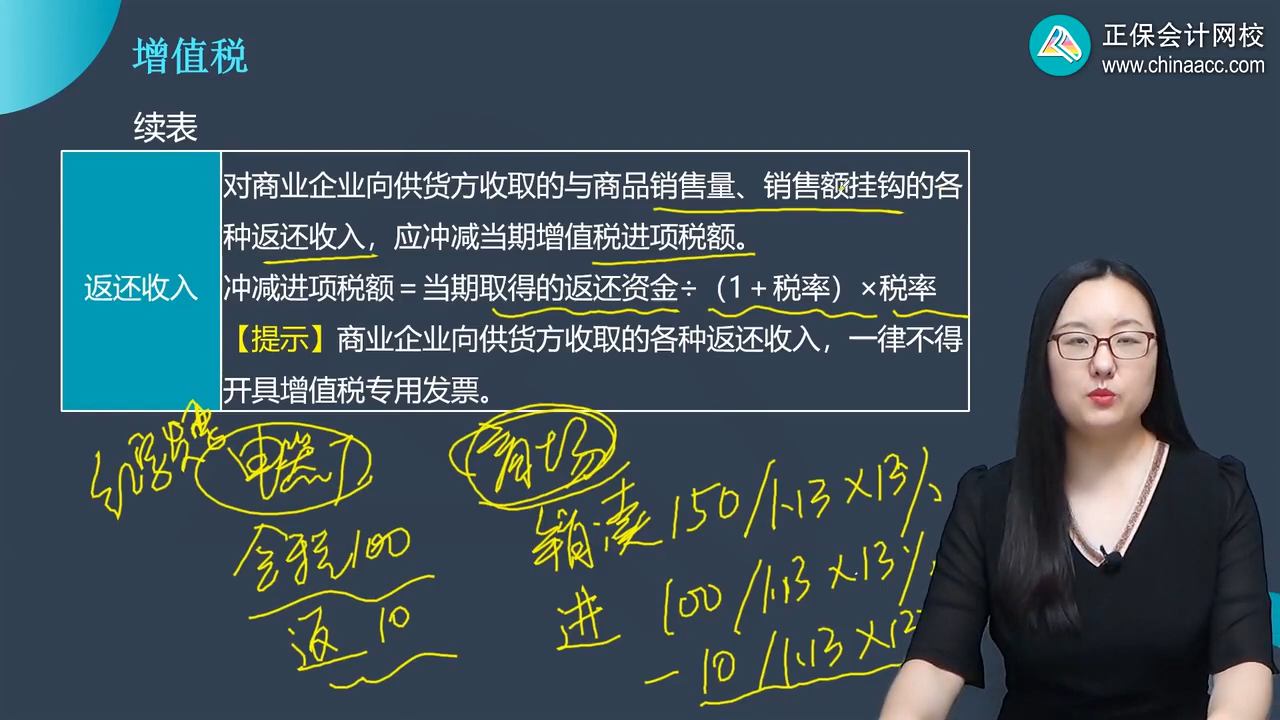 增值税
正保会计网校
www.chinaacc.com
续表
返还收入
对商业企业向供货方收取的与商品销售量、销售额挂钩的各
种返还收入，应冲减当期增值税进项税额。
冲减进项税额＝当期取得的返还资金÷（1＋税率）×税率
【提示】商业企业向供货方收取的各种返还收入，一律不得
开具增值税专用发票。
电器厂
商场
含税100
返 10
销 卖 150/1.13×13%
进 100/1.13×13%
-10/1.13×13